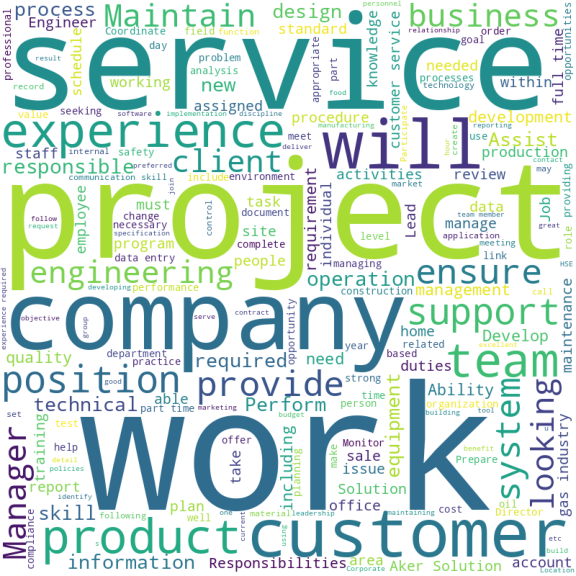 process
Maintain
design
business
professional
Engineer
Coordinate
field
function
personnel
relationship
order
opportunities
schedule
day
standard
knowledge
goal
service
result
problem
appropriate
part
customer service
needed
full time
record
working
analysis
processes
technology
within
value
seeking
new
assigned
food
software
implementation
discipline
manufacturing
Participate
hour
create
reporting
development
experience
will
deliver
meet
procedure
use
Assist
staff
internal
safety
client
activities
production
responsible
preferred
market
review
contact
communication skill
include
environment
may
providing
join
employee
must
task
requirement
individual
data
Job
role
project
follow
change
control
document
level
Lead
manage
team member
great
request
necessary
specification
program
site
complete
application
meeting
data entry
people
managing
link
HSE
engineering
operation
ensure
experience required
developing
performance
construction
management
call
maintenance
company
objective
group
serve
contract
opportunity
year
home
related
support
Develop
excellent
quality
department
practice
required
need
based
duties
team
position
good
provide
strong
able
time
person
equipment
Ability
organization
building
tool
technical
part time
marketing
Perform
budget
system
looking
gas industry
set
test
work
Manager
training
help
offer
take
including
planning
make
Monitor
sale
issue
Prepare
benefit
detail
policies
report
Solution
oil
cost
Director
skill
identify
plan
well
material
leadership
office
maintaining
compliance
following
one
current
product
customer
etc
build
using
information
Responsibilities
Corporate
area
Aker Solution
account
Location